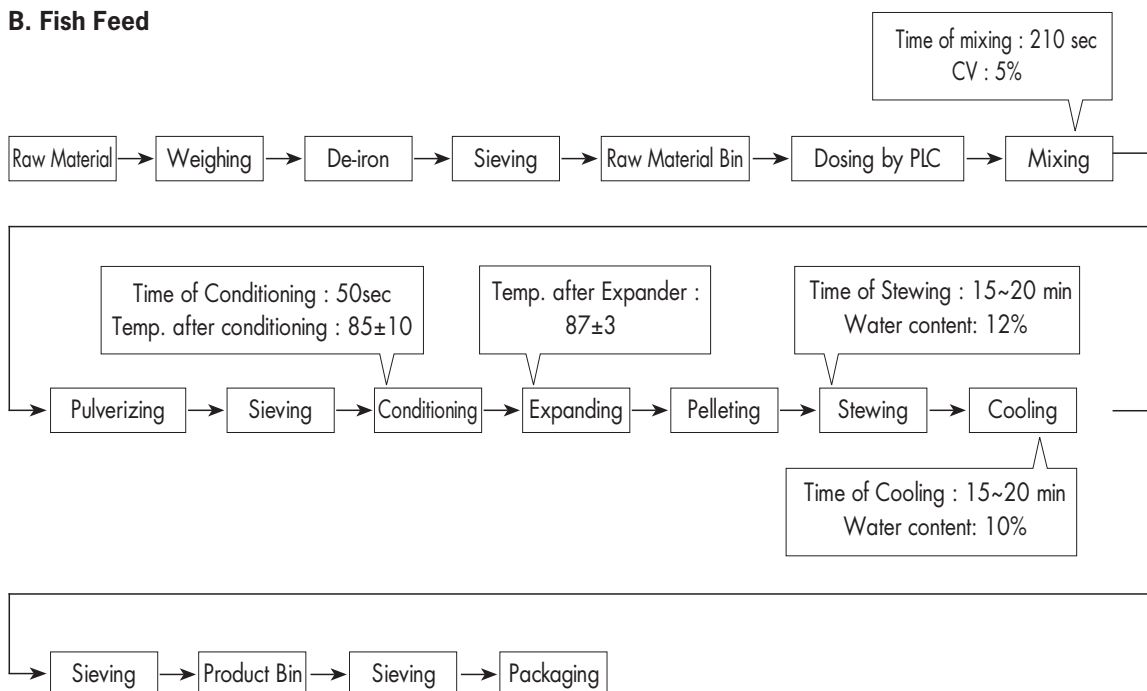 B. Fish Feed
Time of mixing : 210 sec
CV : 5%
Raw Material
Weighing
De-iron
Sieving
Raw Material Bin
Dosing by PLC
Mixing
Time of Conditioning : 50sec
Temp. after conditioning : 85±10
Temp. after Expander :
87±3
Time of Stewing : 15~20 min
Water content: 12%
Pulverizing
Sieving
Conditioning
Expanding
Pelleting
Stewing
Cooling
Time of Cooling : 15~20 min
Water content: 10%
Sieving
Product Bin
Sieving
Packaging